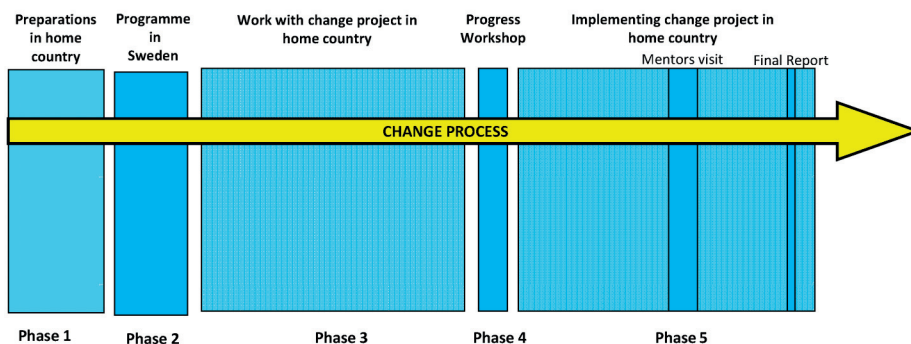 Preparations
in home
country
Programme
in
Sweden
Work with change project in
home country
Progress
Workshop
Implementing change project in
home country
Mentors visit
Final Report
CHANGE PROCESS
Phase 1
Phase 2
Phase 3
Phase 4
Phase 5